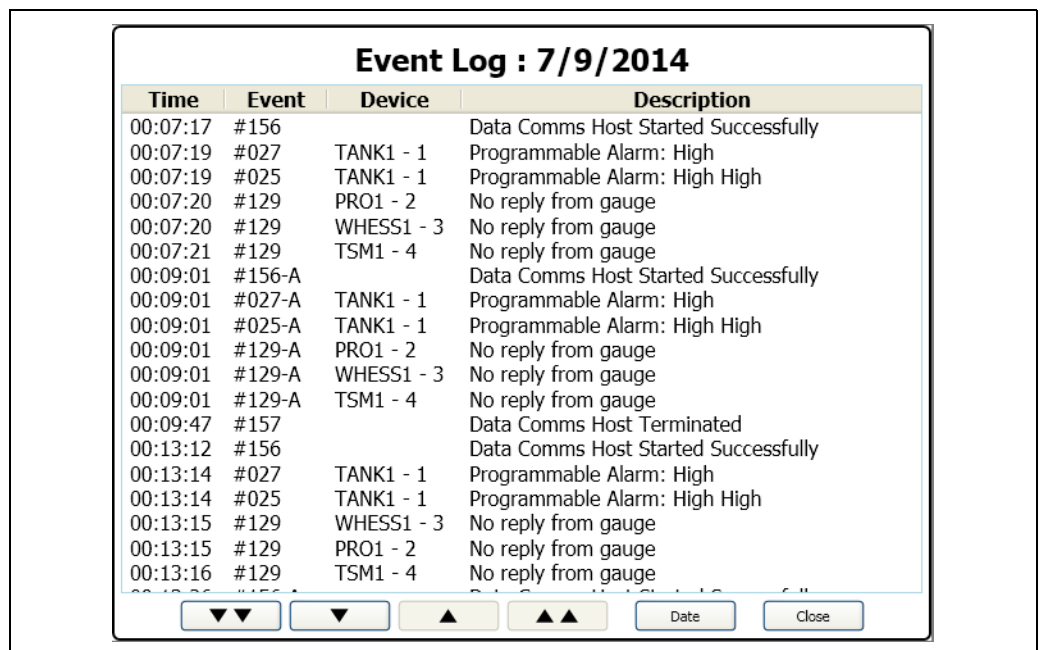 Event Log : 7/9/2014
Time Event Device Description
00:07:17 #156 Data Comms Host Started Successfully
00:07:19 #027 TANK1 - 1 Programmable Alarm: High
00:07:19 #025 TANK1 - 1 Programmable Alarm: High High
00:07:20 #129 PRO1 - 2 No reply from gauge
00:07:20 #129 WHESS1 - 3 No reply from gauge
00:07:21 #129 TSM1 - 4 No reply from gauge
00:09:01 #156-A Data Comms Host Started Successfully
00:09:01 #027-A TANK1 - 1 Programmable Alarm: High
00:09:01 #025-A TANK1 - 1 Programmable Alarm: High High
00:09:01 #129-A PRO1 - 2 No reply from gauge
00:09:01 #129-A WHESS1 - 3 No reply from gauge
00:09:01 #129-A TSM1 - 4 No reply from gauge
00:09:47 #157 Data Comms Host Terminated
00:13:12 #156 Data Comms Host Started Successfully
00:13:14 #027 TANK1 - 1 Programmable Alarm: High
00:13:14 #025 TANK1 - 1 Programmable Alarm: High High
00:13:15 #129 WHESS1 - 3 No reply from gauge
00:13:15 #129 PRO1 - 2 No reply from gauge
00:13:16 #129 TSM1 - 4 No reply from gauge
Date Close